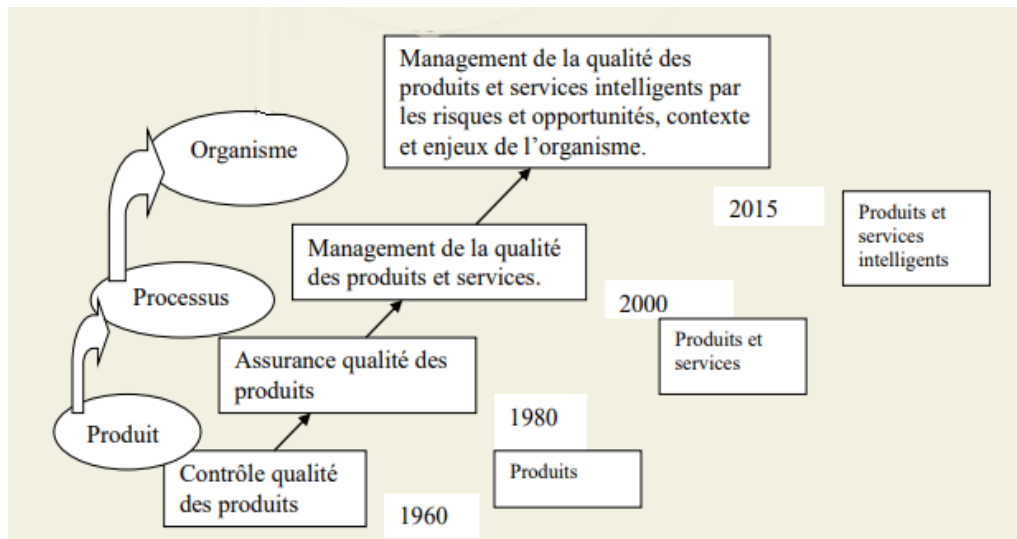 Management de la qualité des
produits et services intelligents par
les risques et opportunités, contexte
et enjeux de l’organisme.
Organisme
2015
Produits et
services
intelligents
Management de la qualité
des produits et services.
Processus
2000
Produits et
services
Assurance qualité des
produits
1980
Produit
Produits
Contrôle qualité
des produits
1960